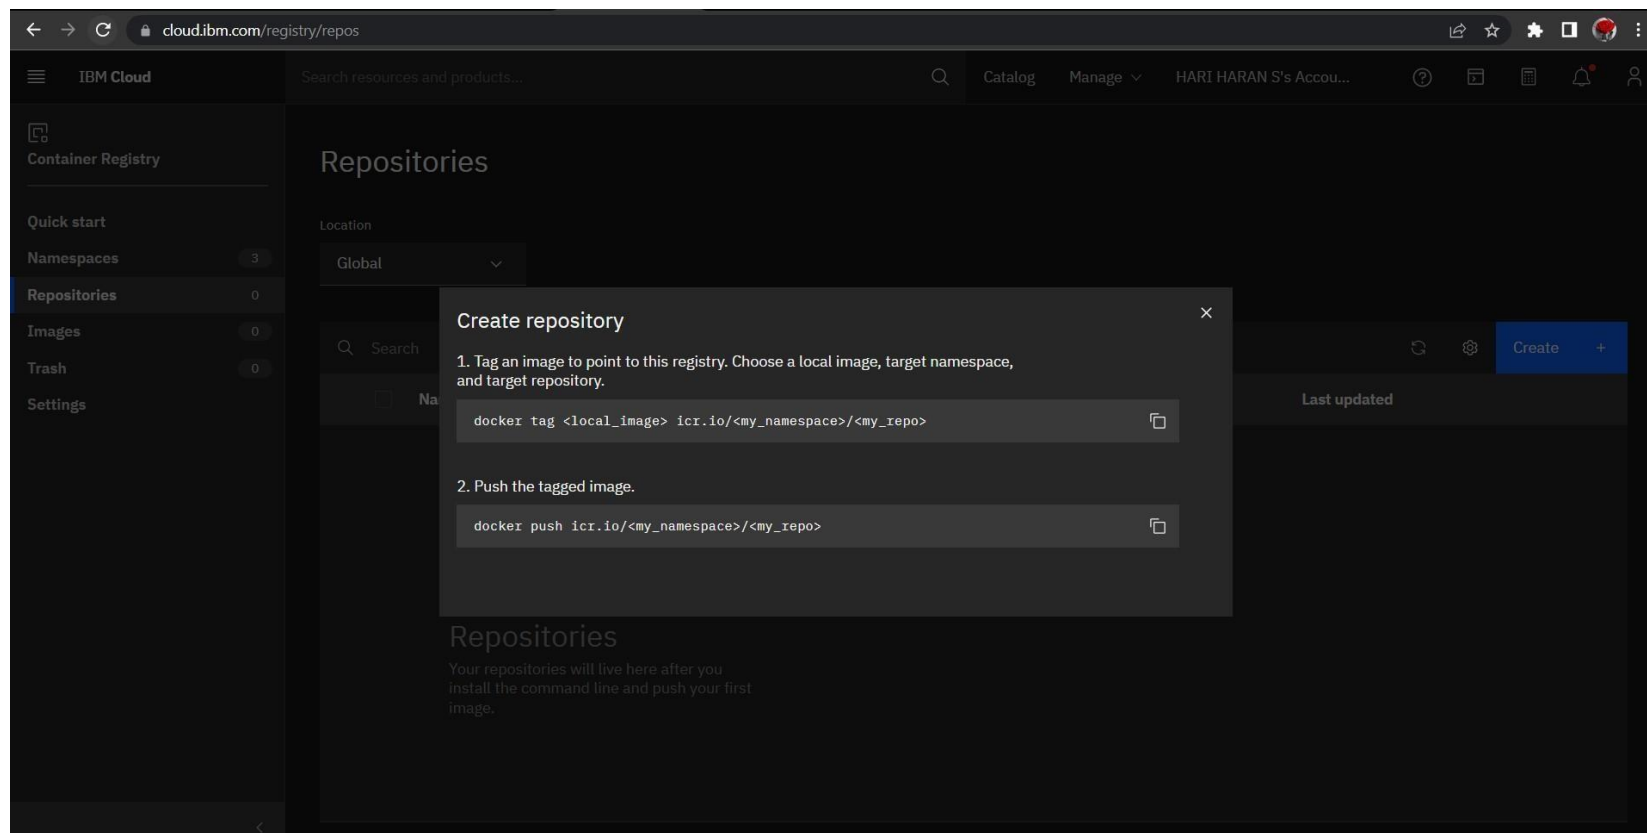 cloud.ibm.com/registry/repos
IBM Cloud
Search resources and products...
Catalog
Manage
HARI HARAN S's Accou...
Container Registry
Quick start
Namespaces 3
Repositories 0
Images 0
Trash 0
Settings
Repositories
Location
Global
Search
Create +
Na
Last updated
Create repository
1. Tag an image to point to this registry. Choose a local image, target namespace,
and target repository.
docker tag <local_image> icr.io/<my_namespace>/<my_repo>
2. Push the tagged image.
docker push icr.io/<my_namespace>/<my_repo>
Repositories
Your repositories will live here after you
install the command line and push your first
image.